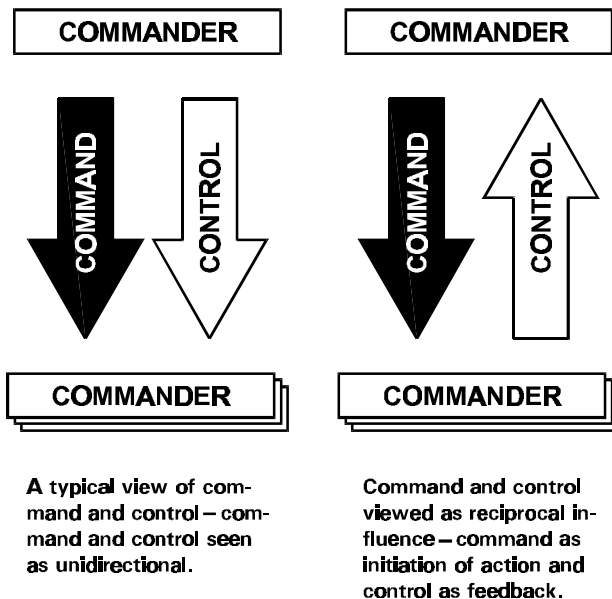 COMMANDER
COMMAND
CONTROL
COMMANDER
A typical view of com-
mand and control – com-
mand and control seen
as unidirectional.
COMMANDER
COMMAND
CONTROL
COMMANDER
Command and control
viewed as reciprocal in-
fluence – command as
initiation of action and
control as feedback.